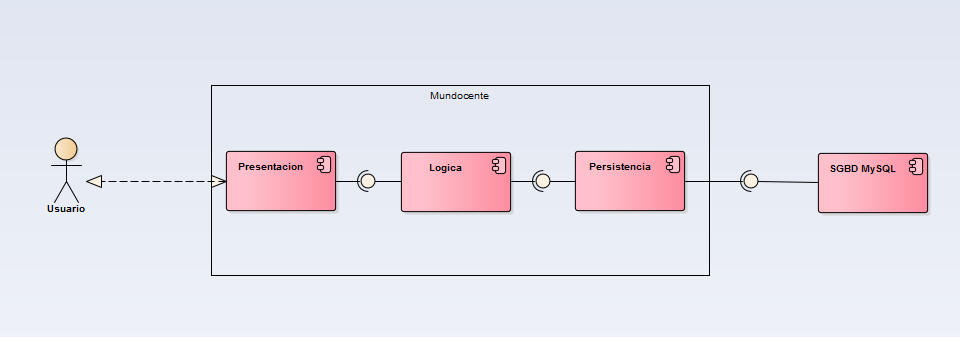 Mundocente
Usuario
Presentacion
Logica
Persistencia
SGBD MySQL